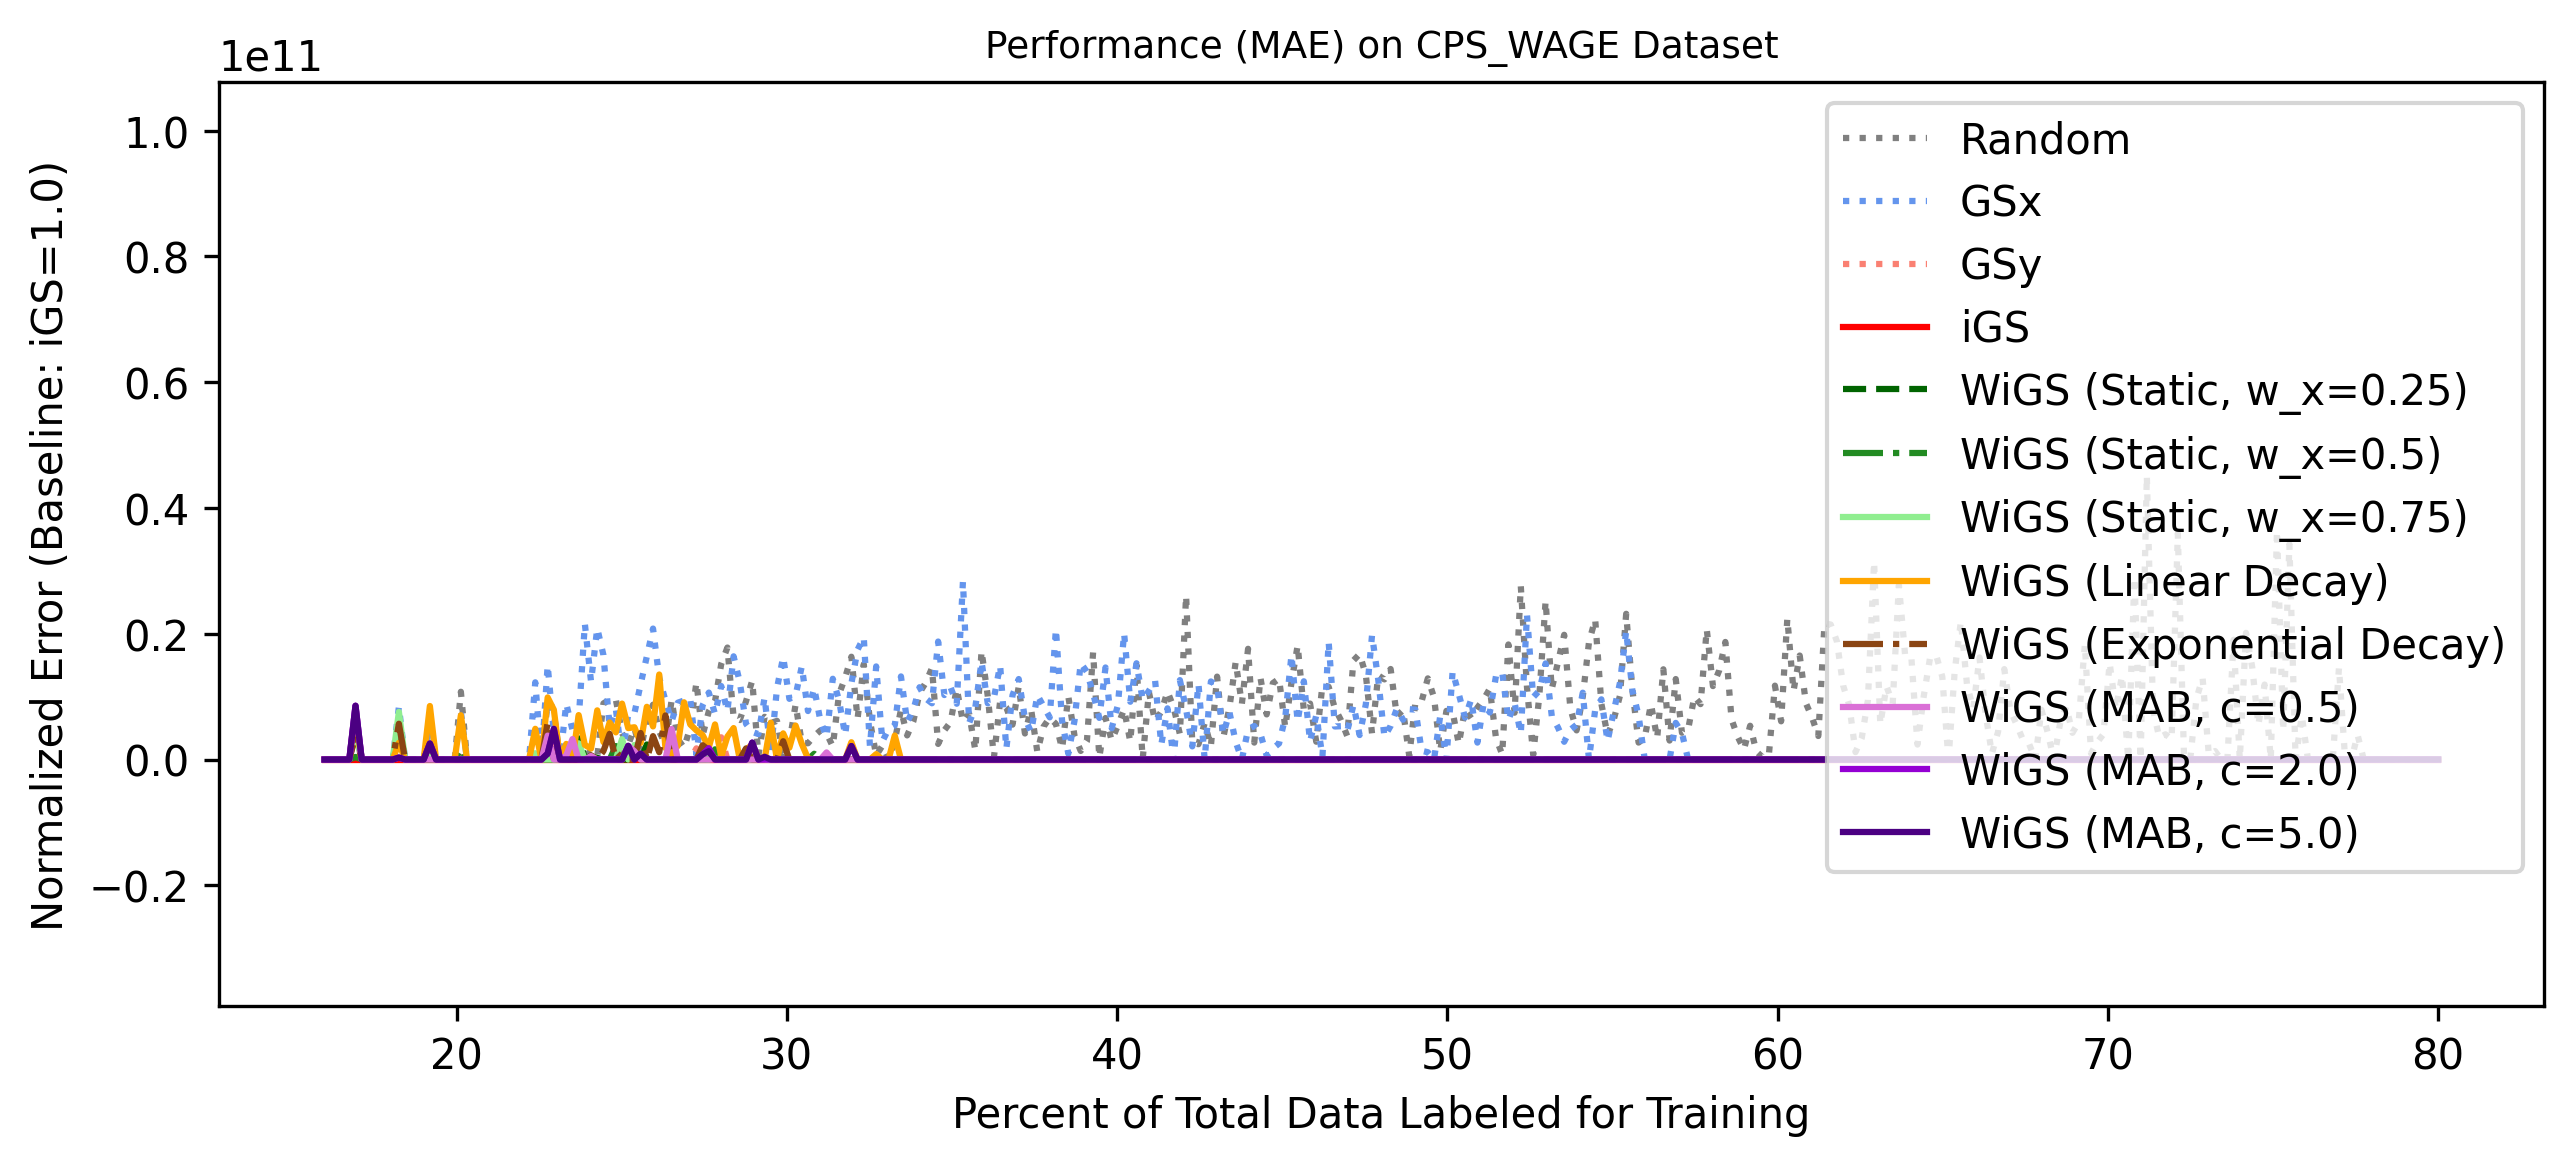 Performance (MAE) on CPS_WAGE Dataset
1e11
1.0
0.8
0.6
0.4
0.2
0.0
−0.2
Normalized Error (Baseline: iGS=1.0)
Random
GSx
GSy
iGS
WiGS (Static, w_x=0.25)
WiGS (Static, w_x=0.5)
WiGS (Static, w_x=0.75)
WiGS (Linear Decay)
WiGS (Exponential Decay)
WiGS (MAB, c=0.5)
WiGS (MAB, c=2.0)
WiGS (MAB, c=5.0)
20 30 40 50 60 70 80
Percent of Total Data Labeled for Training